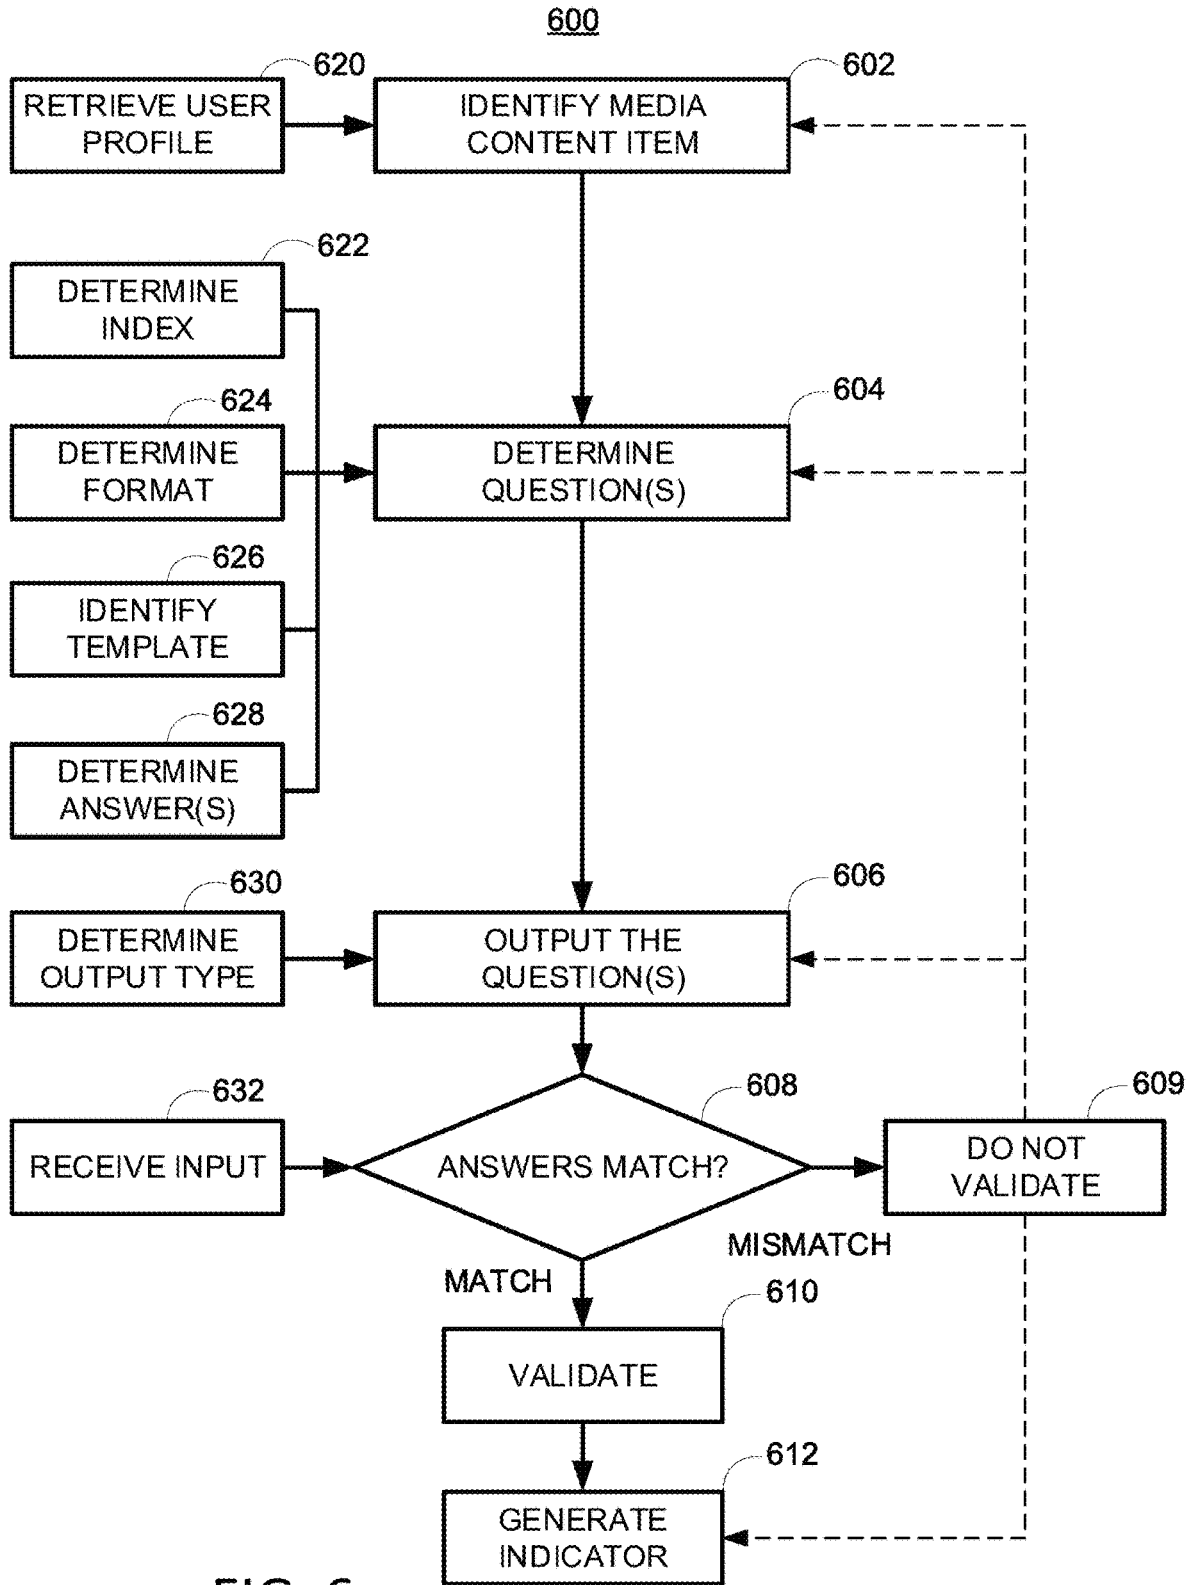 600
620
602
RETRIEVE USER
PROFILE
IDENTIFY MEDIA
CONTENT ITEM
622
DETERMINE
INDEX
624
604
DETERMINE
FORMAT
DETERMINE
QUESTION(S)
626
IDENTIFY
TEMPLATE
628
DETERMINE
ANSWER(S)
630
606
DETERMINE
OUTPUT TYPE
OUTPUT THE
QUESTION(S)
632
608
609
RECEIVE INPUT
ANSWERS MATCH?
DO NOT
VALIDATE
MISMATCH
MATCH
610
VALIDATE
612
GENERATE
INDICATOR
FIG. 6